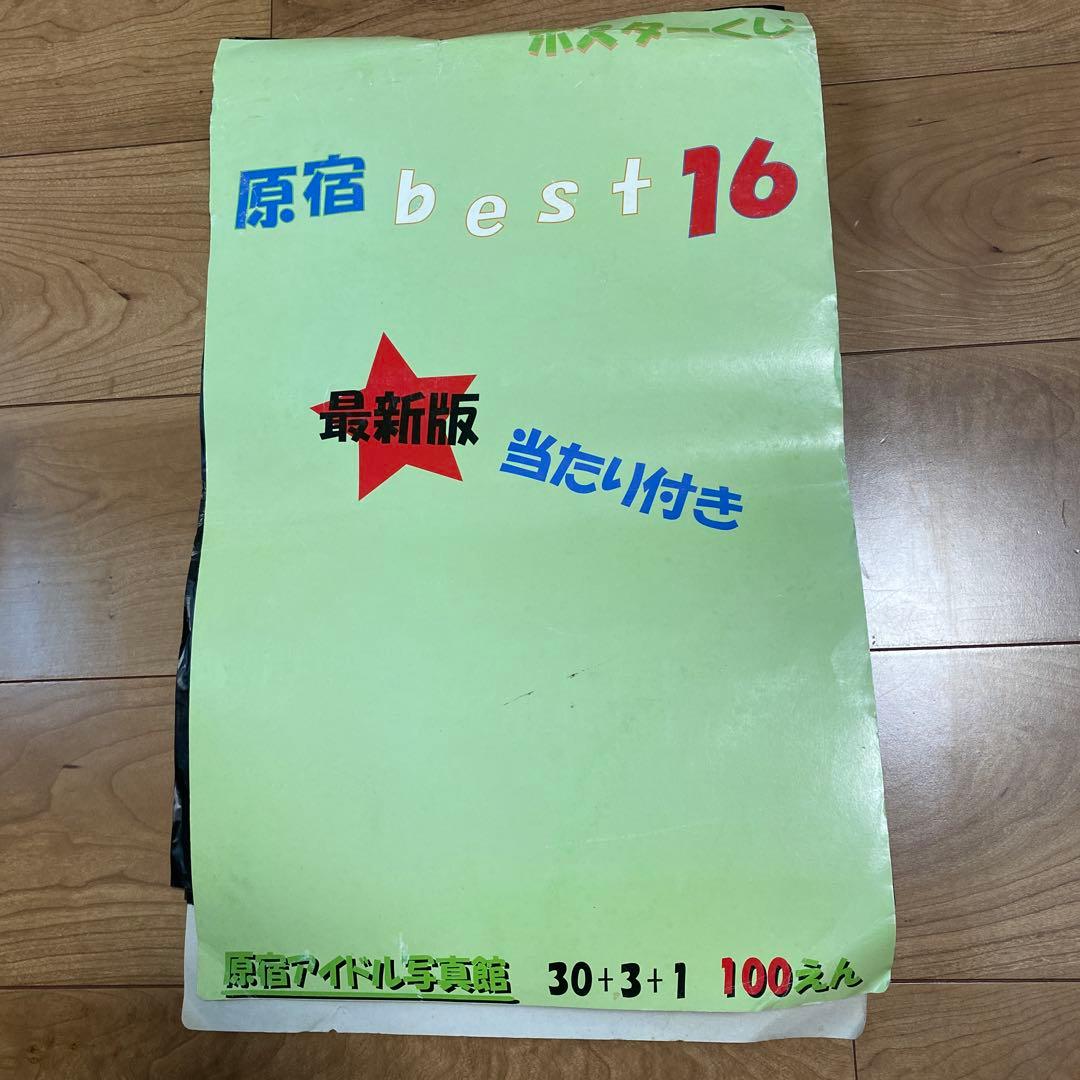 ポスターくじ
原宿 best 16
最新版
当たり付き
原宿アイドル写真館 30+3+1 100えん